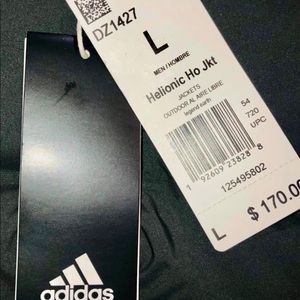 DZ1427
L
MEN / HOMBRE
Helionic Ho Jkt
JACKETS
OUTDOOR AL AIRE LIBRE
legend earth
54
720
UPC
1 92609 23828 8
125495802
L $ 170.00
adidas